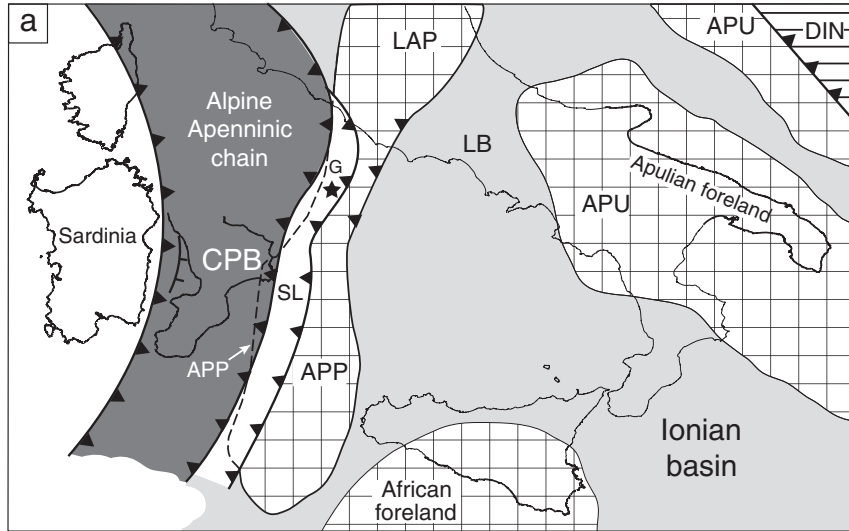 a
LAP
APU
DIN
Alpine
Apenninic
chain
G
LB
APU
Apulian foreland
Sardinia
CPB
SL
APP
APP
Ionian
basin
African
foreland